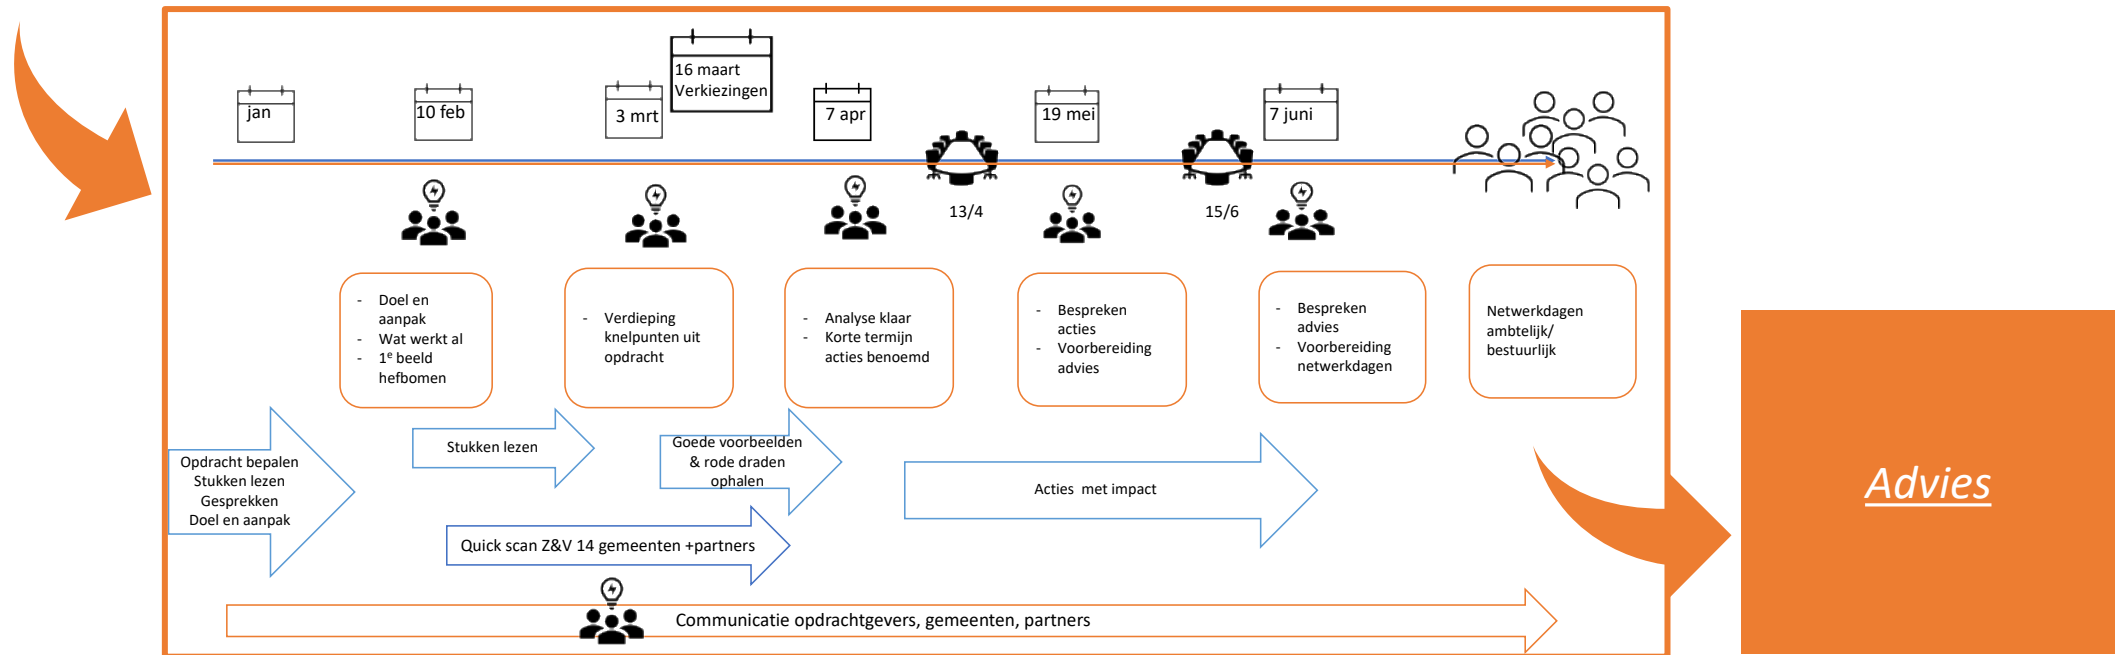 jan
10 feb
3 mrt
16 maart
Verkiezingen
7 apr
19 mei
7 juni
13/4
15/6
- Doel en
aanpak
- Wat werkt al
- 1e beeld
hefbomen
- Verdieping
knelpunten uit
opdracht
- Analyse klaar
- Korte termijn
acties benoemd
- Bespreken
acties
- Voorbereiding
advies
- Bespreken
advies
- Voorbereiding
netwerkdagen
Netwerkdagen
ambtelijk/
bestuurlijk
Opdracht bepalen
Stukken lezen
Gesprekken
Doel en aanpak
Stukken lezen
Goede voorbeelden
& rode draden
ophalen
Acties met impact
Quick scan Z&V 14 gemeenten +partners
Communicatie opdrachtgevers, gemeenten, partners
Advies